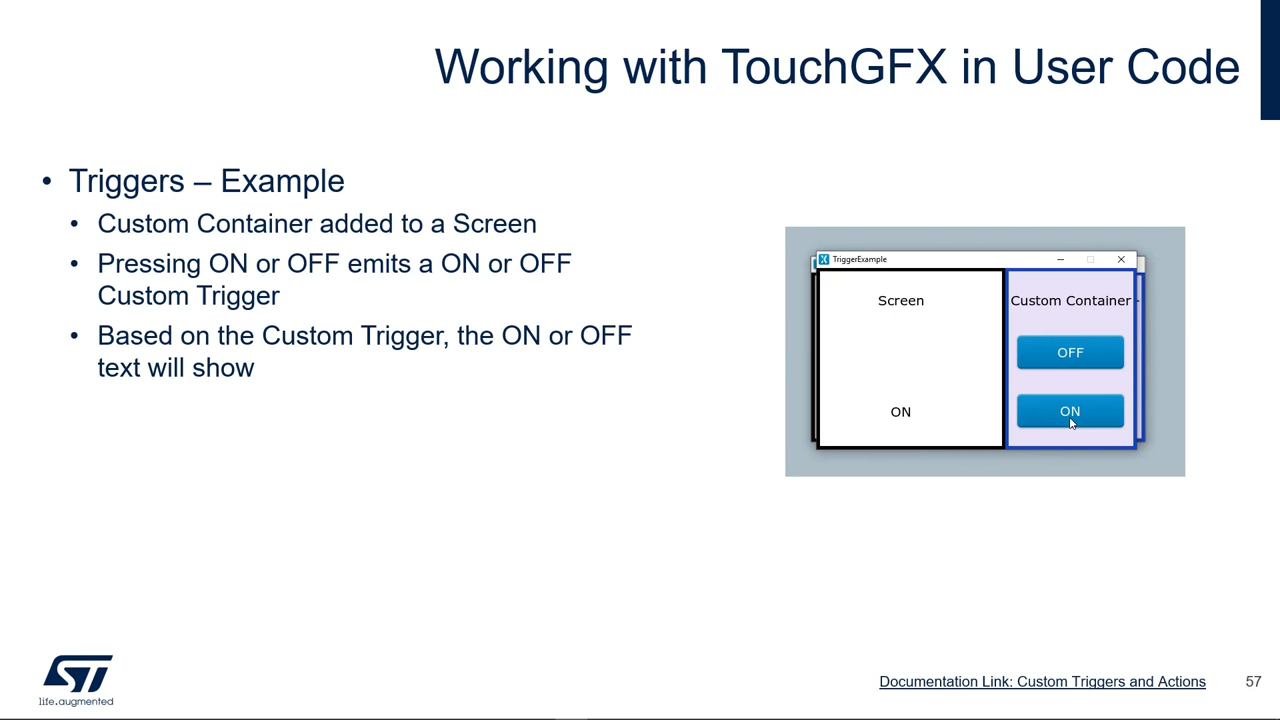 Working with TouchGFX in User Code
• Triggers – Example
• Custom Container added to a Screen
• Pressing ON or OFF emits a ON or OFF
Custom Trigger
• Based on the Custom Trigger, the ON or OFF
text will show
TriggerExample
Screen
Custom Container
OFF
ON
ON
ST
life.augmented
Documentation Link: Custom Triggers and Actions
57